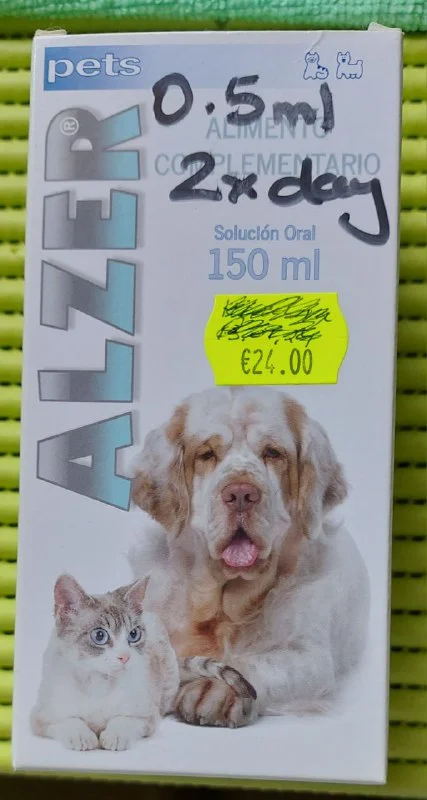 pets
ALZER®
0.5ml
2x day
ALIMENTO
COMPLEMENTARIO
Solución Oral
150 ml
€24.00